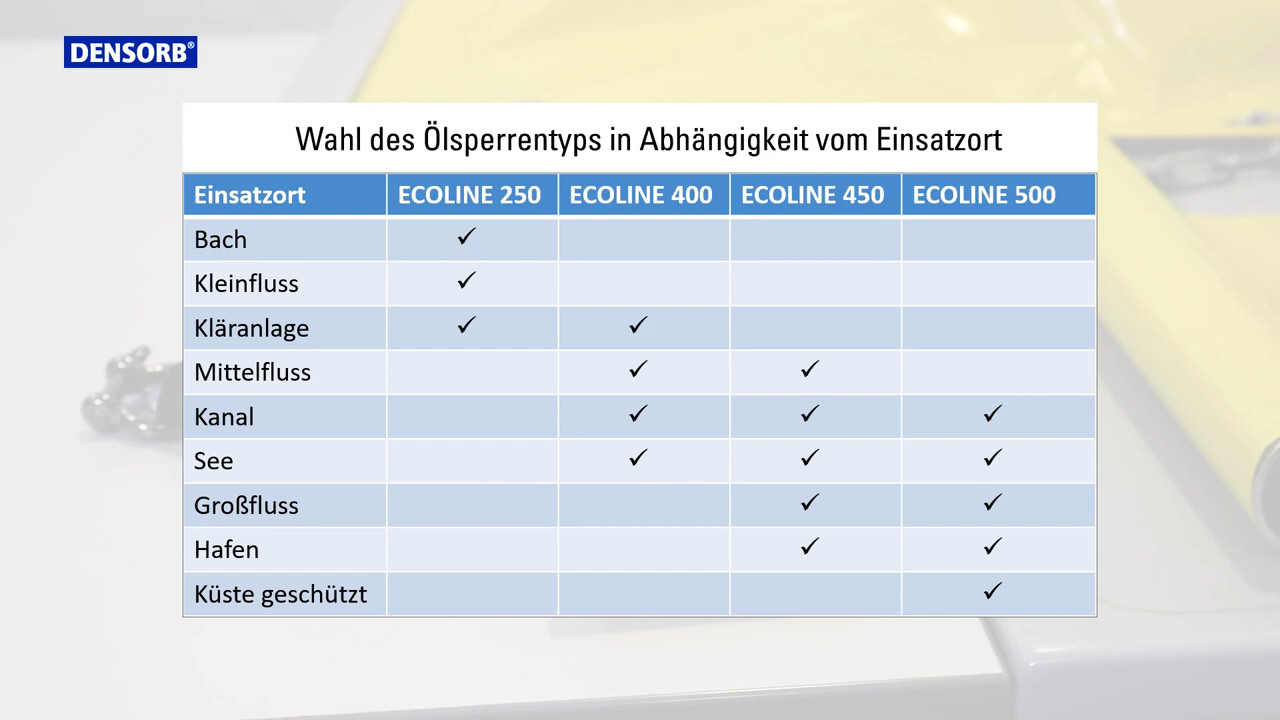 DENSORB®
Wahl des Ölsperrentyps in Abhängigkeit vom Einsatzort
Einsatzort ECOLINE 250 ECOLINE 400 ECOLINE 450 ECOLINE 500
Bach ✓
Kleinfluss ✓
Kläranlage ✓ ✓
Mittelfluss ✓ ✓
Kanal ✓ ✓ ✓
See ✓ ✓ ✓
Großfluss ✓ ✓
Hafen ✓ ✓
Küste geschützt ✓